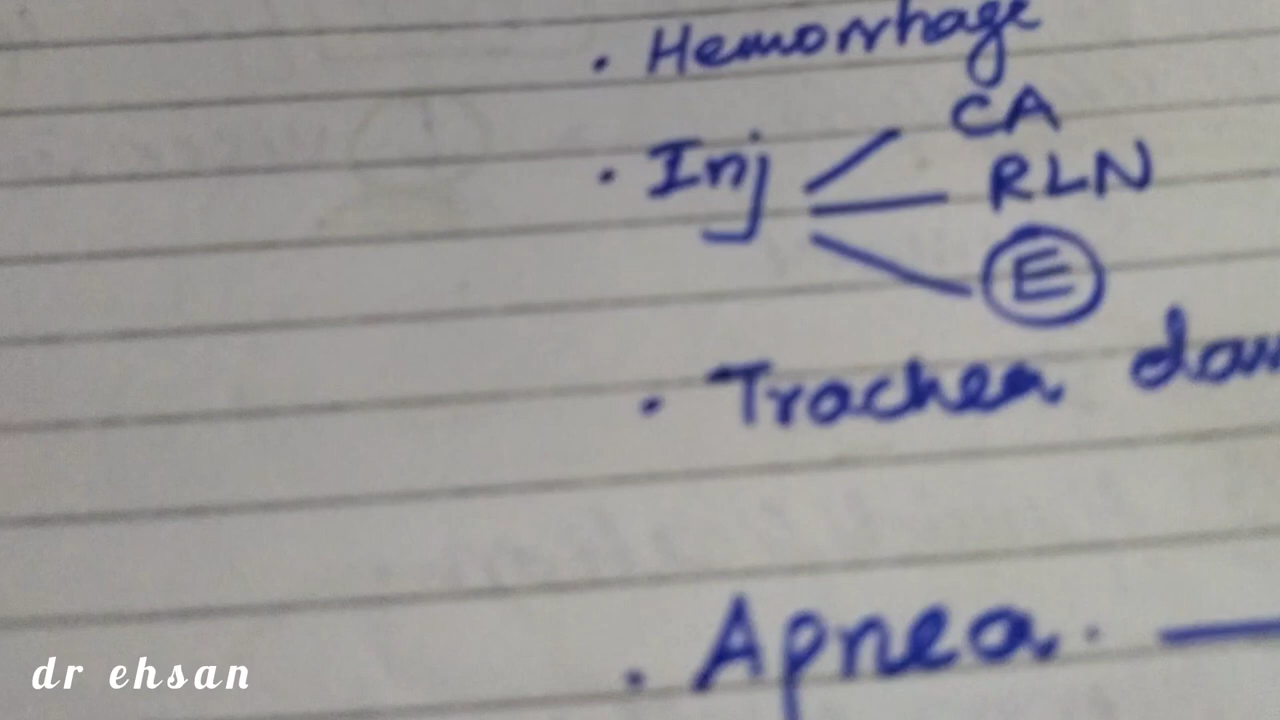 . Hemorrhage
. Inj CA
RLN
E
. Trachea
. Apnea. —
dr ehsan